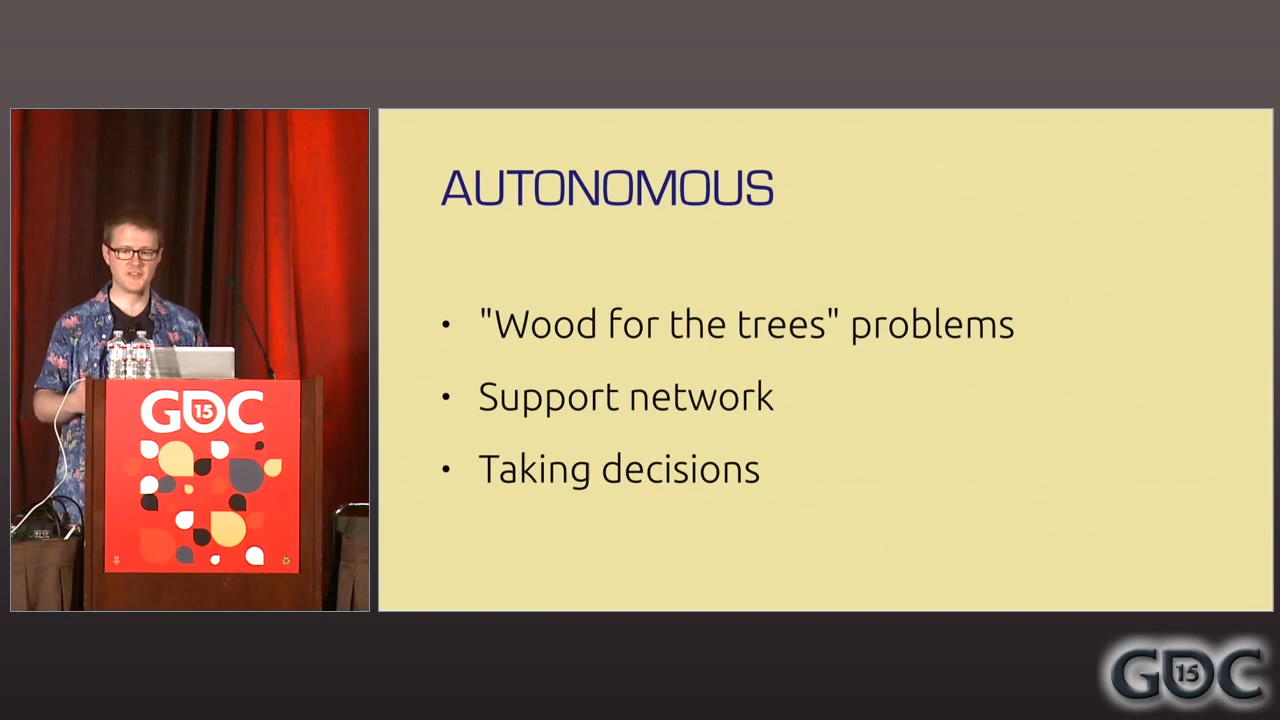 AUTONOMOUS
• "Wood for the trees" problems
• Support network
• Taking decisions
GDC 15
GDC 15